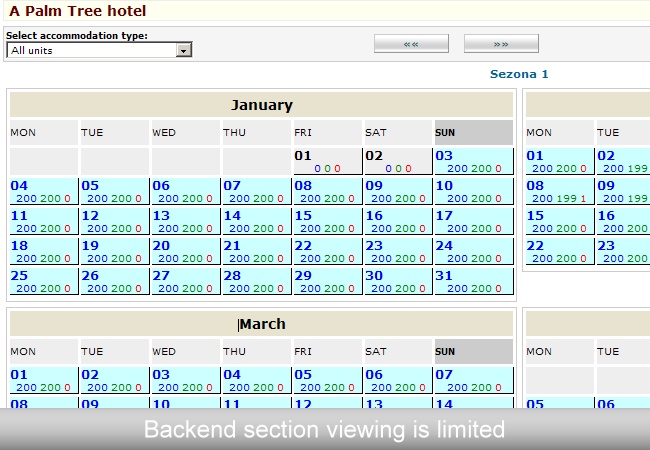 A Palm Tree hotel
Select accommodation type:
All units
«« »»
Sezona 1
January
MON TUE WED THU FRI SAT SUN
01 02 03
0 0 0 0 0 0 200 200 0
04 05 06 07 08 09 10
200 200 0 200 200 0 200 200 0 200 200 0 200 200 0 200 200 0 200 200 0
11 12 13 14 15 16 17
200 200 0 200 200 0 200 200 0 200 200 0 200 200 0 200 200 0 200 200 0
18 19 20 21 22 23 24
200 200 0 200 200 0 200 200 0 200 200 0 200 200 0 200 200 0 200 200 0
25 26 27 28 29 30 31
200 200 0 200 200 0 200 200 0 200 200 0 200 200 0 200 200 0 200 200 0
MON TUE
01 02
200 200 0 200 199
08 09
200 199 1 200 199
15 16
200 200 0 200 200
22 23
200 200 0 200 200
March
MON TUE WED THU FRI SAT SUN
01 02 03 04 05 06 07
200 200 0 200 200 0 200 200 0 200 200 0 200 200 0 200 200 0 200 200 0
08 09 10 11 12 13 14
MON TUE
05 06
Backend section viewing is limited